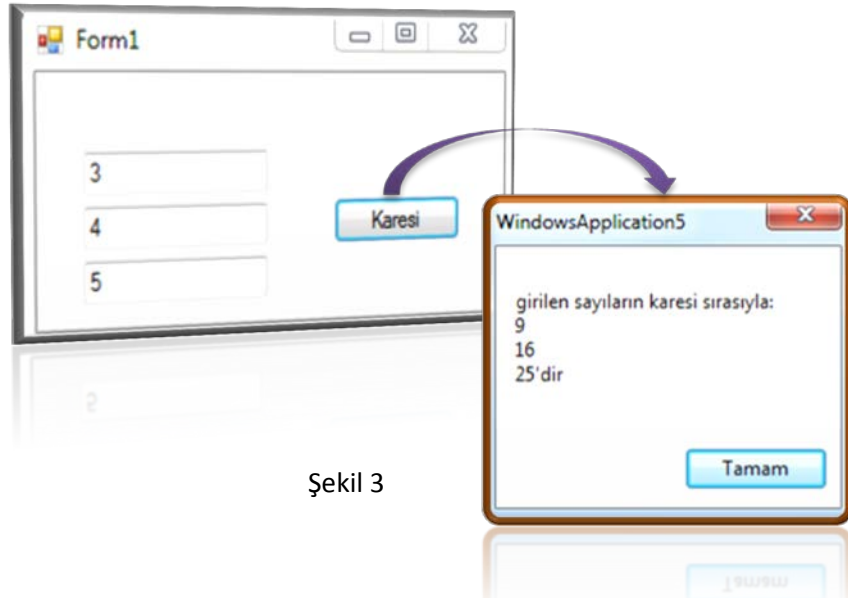 Form1
3
4
5
Karesi
WindowsApplication5
girilen sayıların karesi sırasıyla:
9
16
25'dir
Tamam
Şekil 3